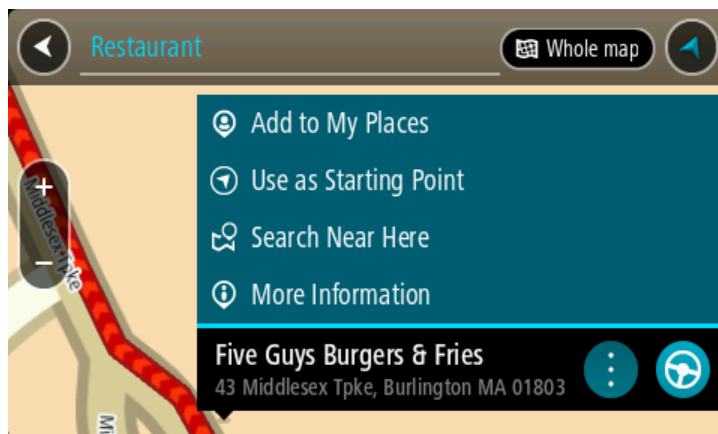 Restaurant
Whole map
Add to My Places
Use as Starting Point
+
Middlesex Tpke
Search Near Here
−
More Information
Five Guys Burgers & Fries
43 Middlesex Tpke, Burlington MA 01803
Mi